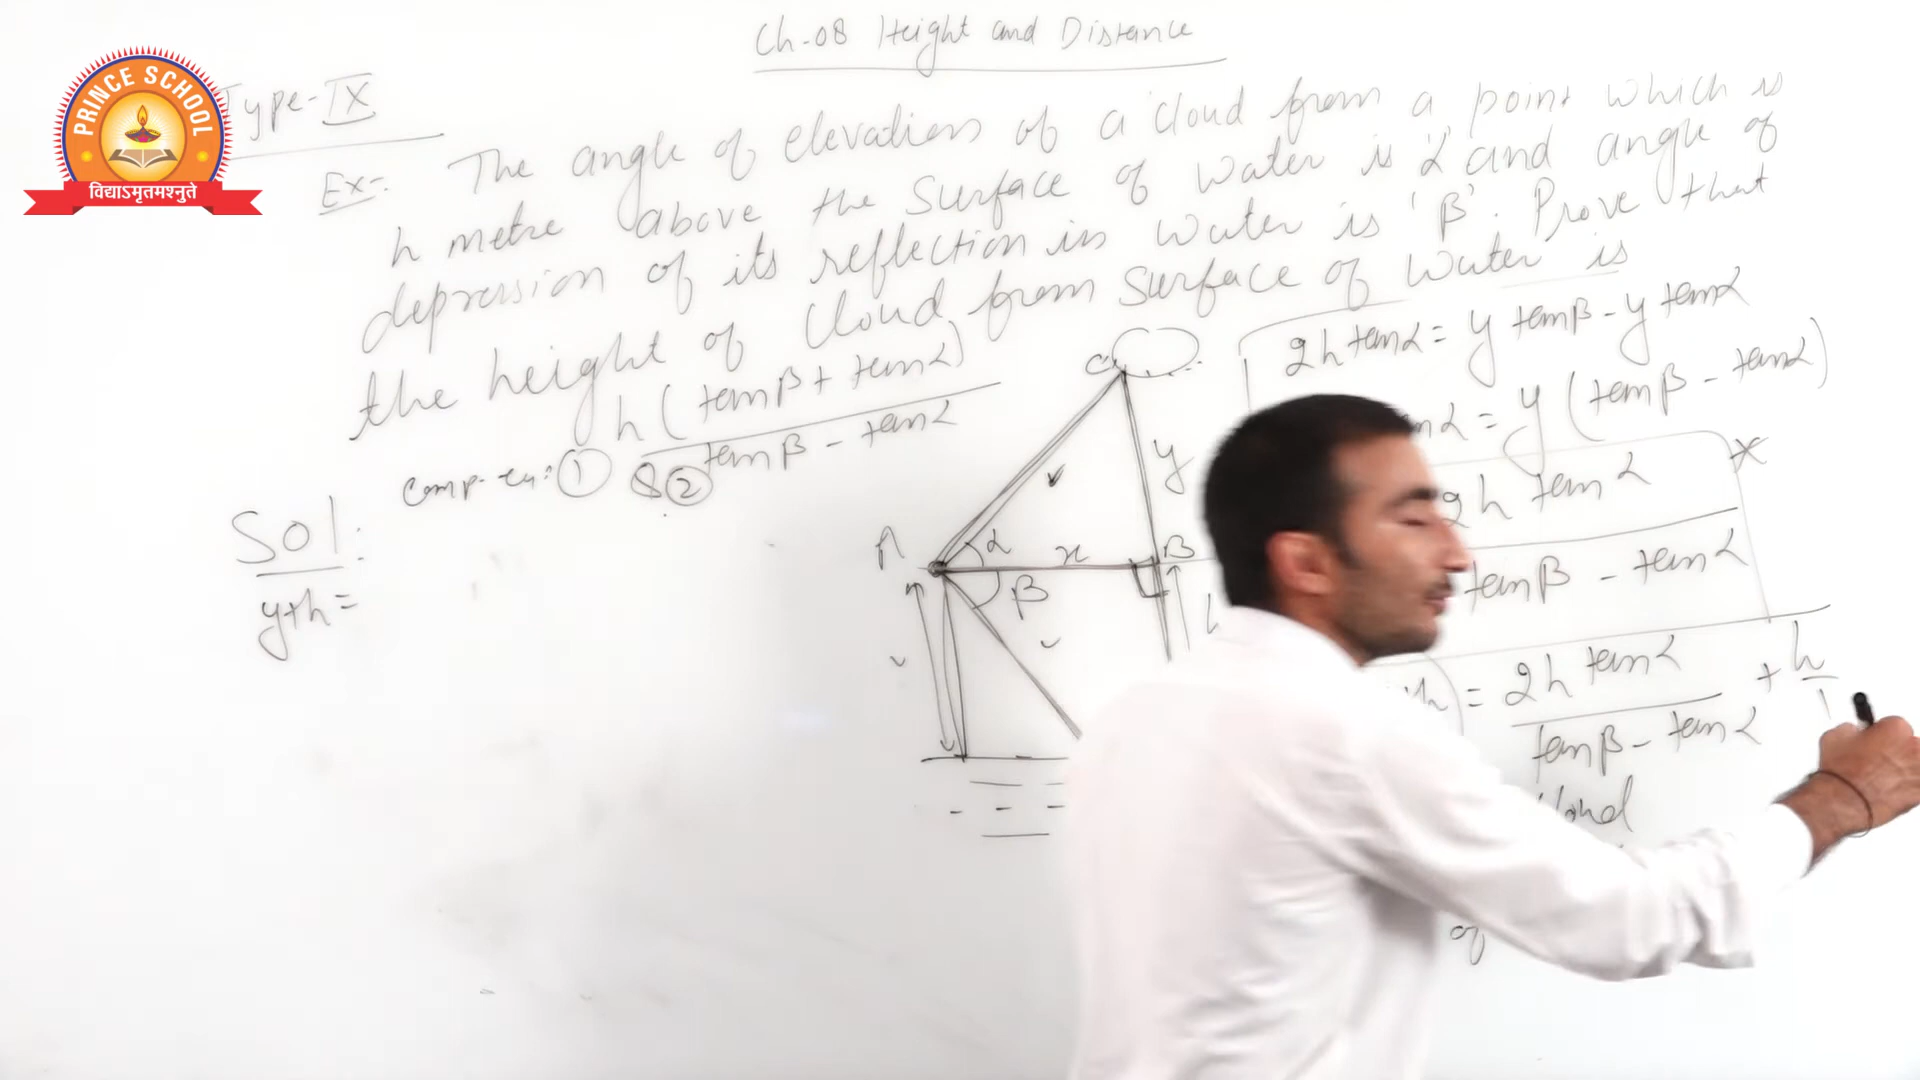 Ch-08 Height and Distance
PRINCE SCHOOL
विद्याऽमृतमश्नुते
Type-IX
Ex-: The angle of elevation of a cloud from a point which is
h metre above the surface of water is 'α' and angle of
depression of its reflection in water is 'β'. Prove that
the height of cloud from surface of water is
h (tanβ + tanα)
tanβ - tanα
Comp. eq: ① & ②
Sol:
y+h =
C
y
A
α
x
B
β
h
2h tanα = y tanβ - y tanα
α = y (tanβ - tanα)
2h tanα
tanβ - tanα
*
h) = 2h tanα + h
tanβ - tanα 1
of